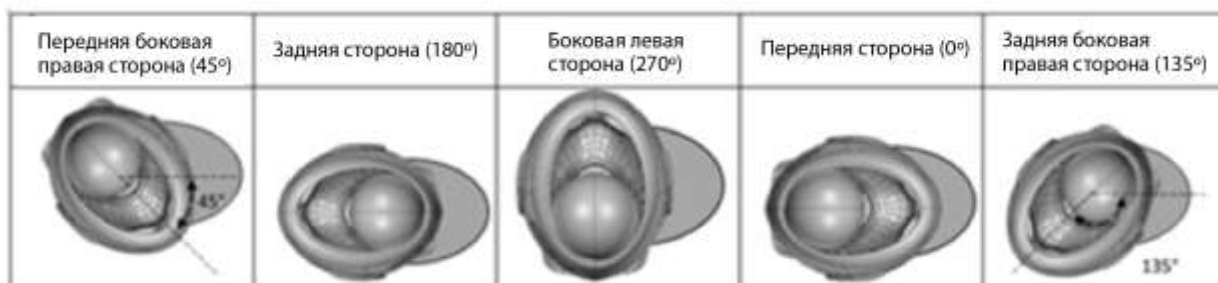 Передняя боковая
правая сторона (45º)
Задняя сторона (180º)
Боковая левая
сторона (270º)
Передняя сторона (0º)
Задняя боковая
правая сторона (135º)
45°
135°